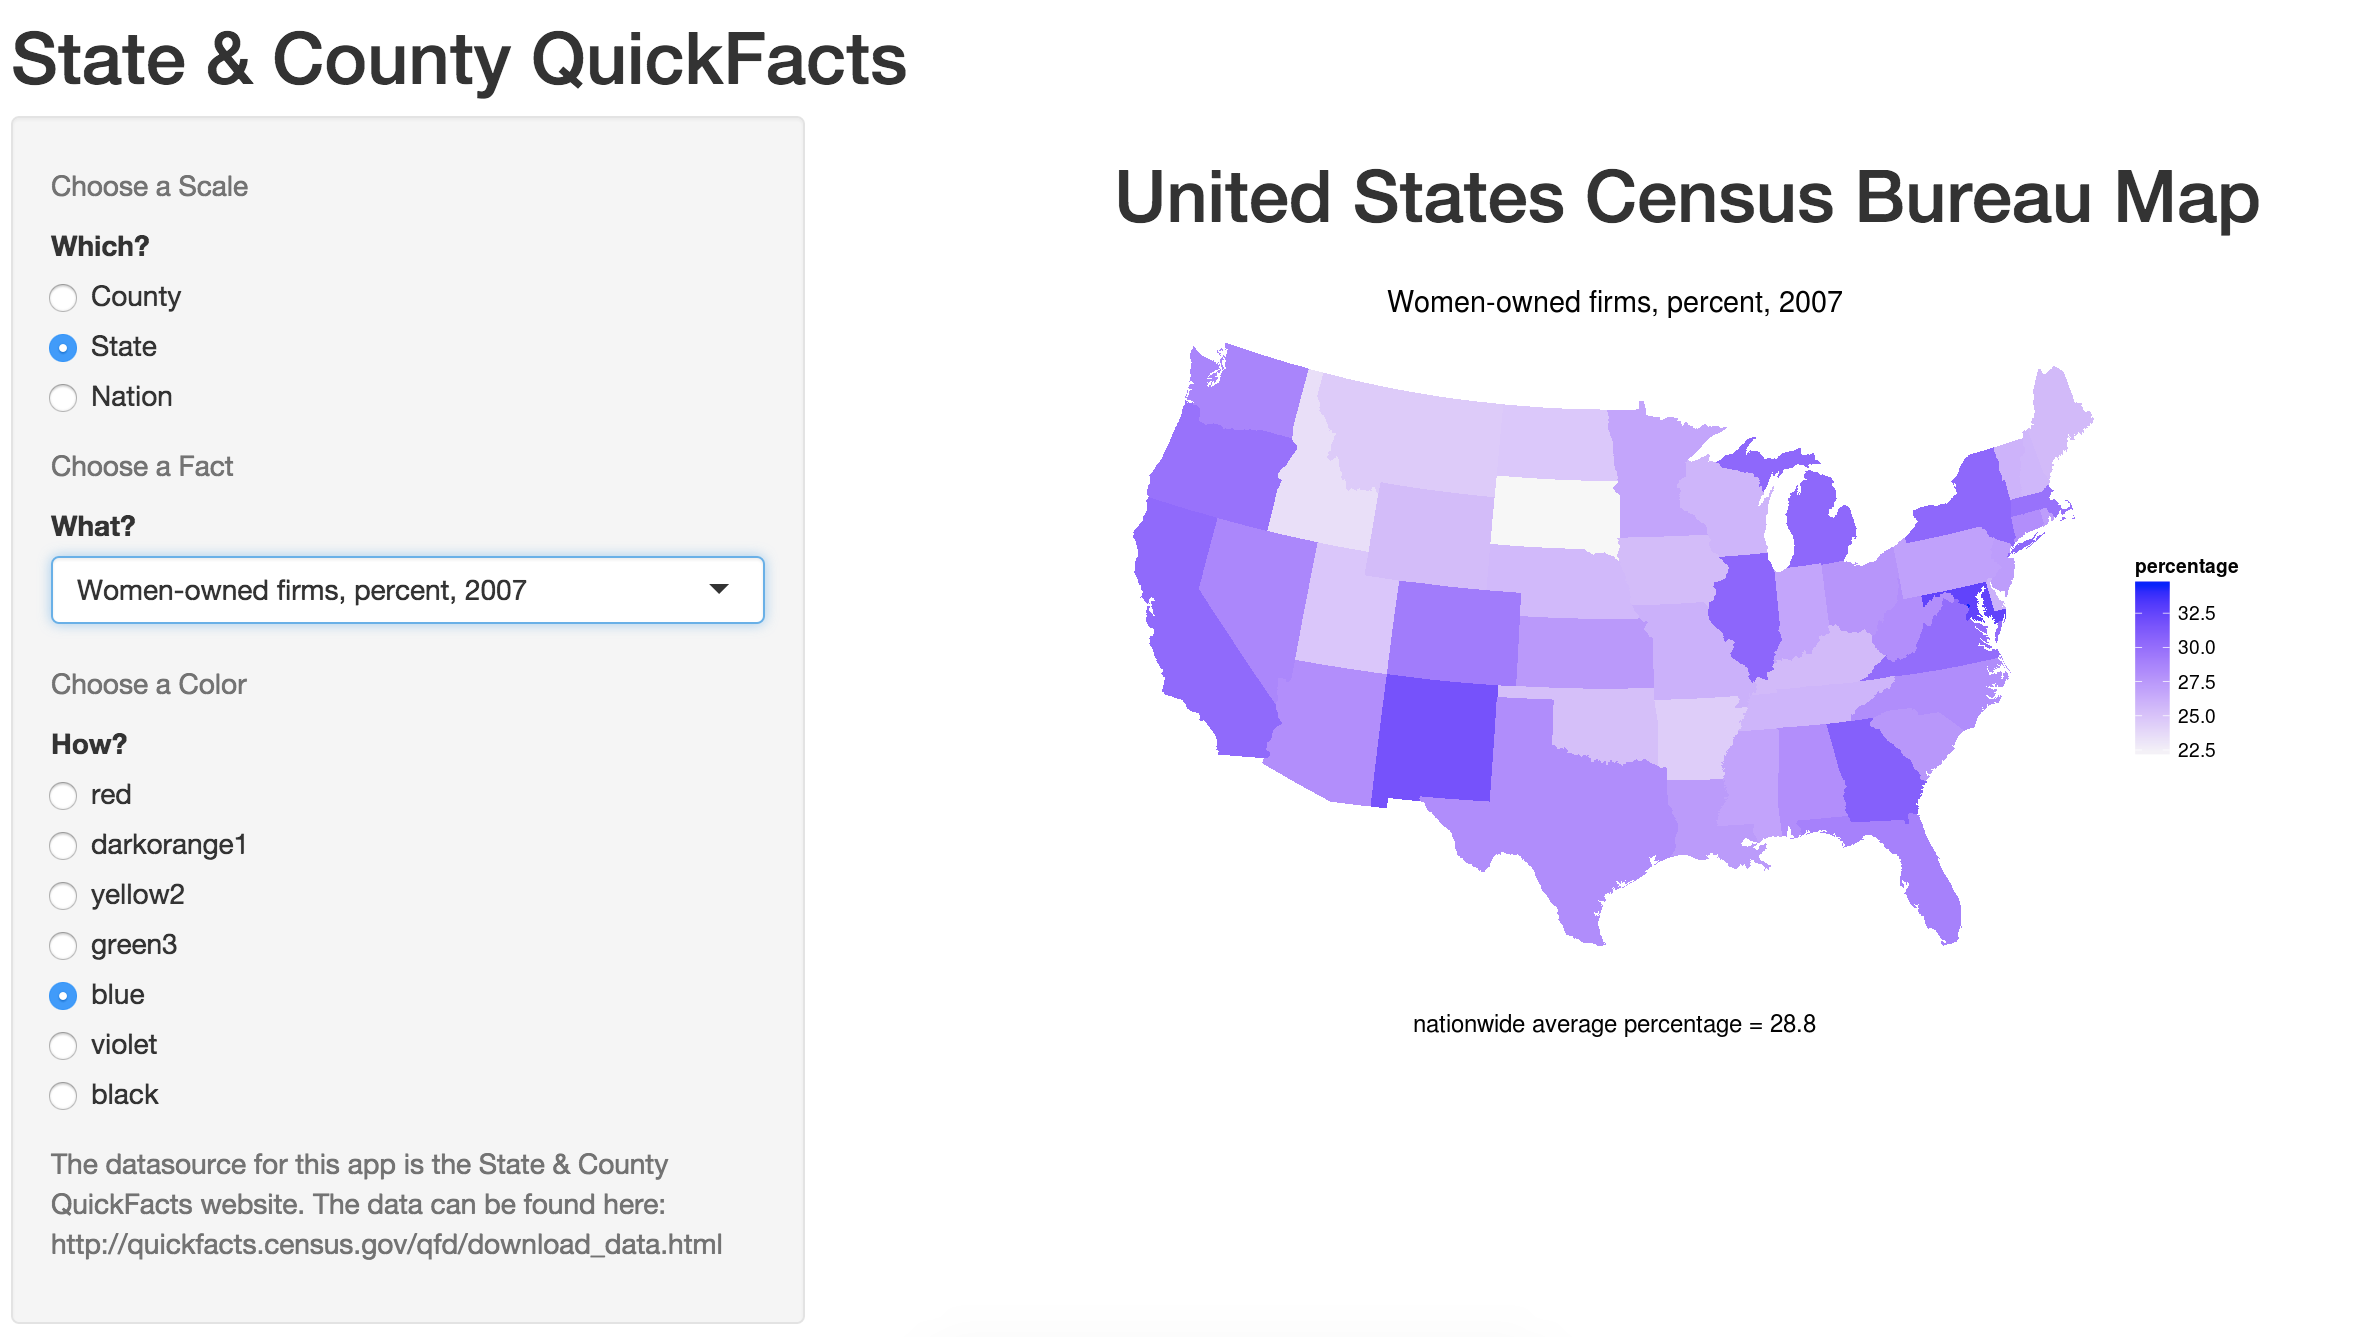 State & County QuickFacts
Choose a Scale
Which?
County
State
Nation
Choose a Fact
What?
Women-owned firms, percent, 2007
Choose a Color
How?
red
darkorange1
yellow2
green3
blue
violet
black
The datasource for this app is the State & County
QuickFacts website. The data can be found here:
http://quickfacts.census.gov/qfd/download_data.html
United States Census Bureau Map
Women-owned firms, percent, 2007
percentage
32.5
30.0
27.5
25.0
22.5
nationwide average percentage = 28.8